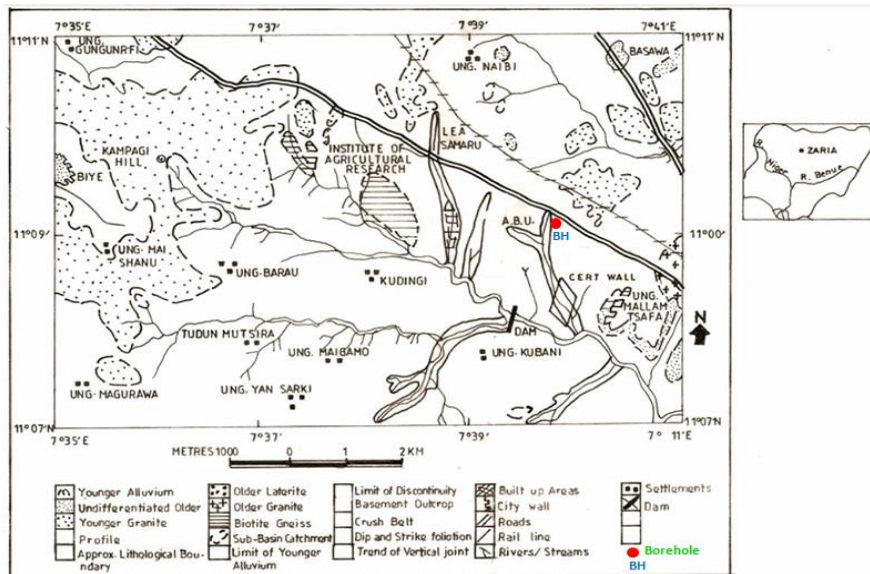 7°35'E 7°37 7°39 7°41'E
11°11'N 11°11'N
UNG.
GUNGUNRFI
UNG. NAIBI
BASAWA
LEA
SAMARU
INSTITUTE OF
AGRICULTURAL
RESEARCH
KAMPAGI
HILL
BIYE
ZARIA
R. Niger
R. Benue
A.B.U.
BH
11°09' 11°00'
UNG. MAI
SHANU
UNG. BARAU
KUDINGI
CERT WALL
UNG.
MALLAM
TSAFA
N
TUDUN MUTSIRA
DAM
UNG. MAIBAMO
UNG. KUBANI
UNG. MAGURAWA
UNG. YAN SARKI
11°07'N 11°07'N
7°35'E 7°37 7°39 7° 11'E
METRES 1000 0 1 2 KM
Younger Alluvium
Undifferentiated Older
Younger Granite
Profile
Approx. Lithological Boundary
Older Laterite
Older Granite
Biotite Gneiss
Sub-Basin Catchment
Limit of Younger
Alluvium
Limit of Discontinuity
Basement Outcrop
Crush Belt
Dip and Strike foliation
Trend of Vertical joint
Built up Areas
City wall
Roads
Rail line
Rivers/ Streams
Settlements
Dam
Borehole
BH